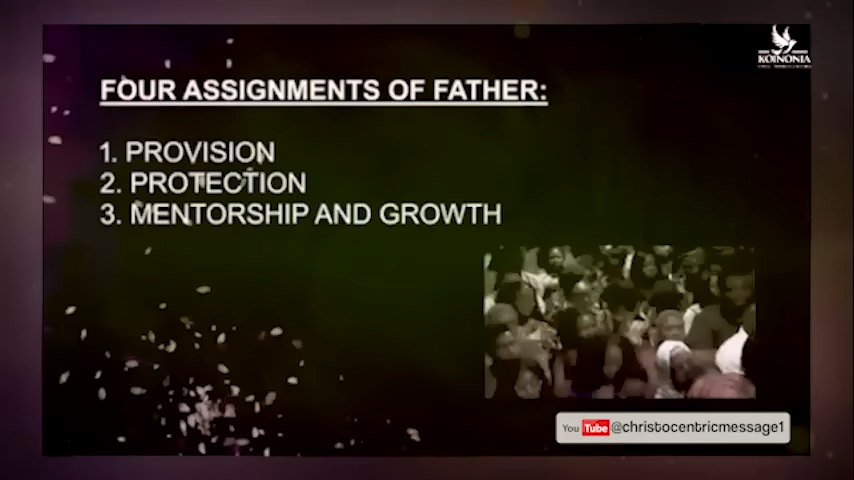 KOINONIA
FOUR ASSIGNMENTS OF FATHER:
1. PROVISION
2. PROTECTION
3. MENTORSHIP AND GROWTH
You Tube @christocentricmessage1